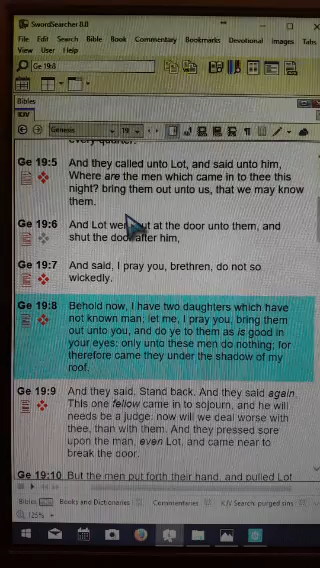 SwordSearcher 8.0
File Edit Search Bible Book Commentary Bookmarks Devotional Images Tabs
View User Help
Ge 19:8
Bibles
KJV
Genesis 19
every quarter:
Ge 19:5 And they called unto Lot, and said unto him,
Where are the men which came in to thee this
night? bring them out unto us, that we may know
them.
Ge 19:6 And Lot went out at the door unto them, and
shut the door after him,
Ge 19:7 And said, I pray you, brethren, do not so
wickedly.
Ge 19:8 Behold now, I have two daughters which have
not known man; let me, I pray you, bring them
out unto you, and do ye to them as is good in
your eyes: only unto these men do nothing; for
therefore came they under the shadow of my
roof.
Ge 19:9 And they said, Stand back. And they said again,
This one fellow came in to sojourn, and he will
needs be a judge: now will we deal worse with
thee, than with them. And they pressed sore
upon the man, even Lot, and came near to
break the door.
Ge 19:10 But the men put forth their hand, and pulled Lot
Bibles Books and Dictionaries Commentaries KJV Search: purged sins
125%